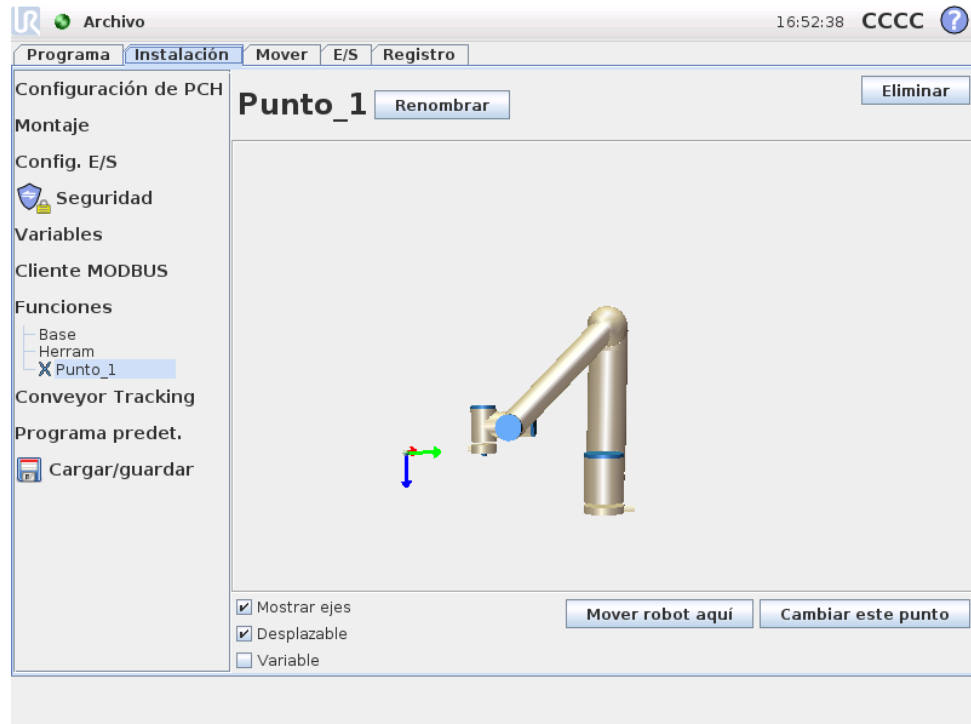 UR Archivo 16:52:38 CCCC ?
Programa Instalación Mover E/S Registro
Configuración de PCH
Montaje
Config. E/S
Seguridad
Variables
Cliente MODBUS
Funciones
Base
Herram
Punto_1
Conveyor Tracking
Programa predet.
Cargar/guardar
Punto_1 Renombrar Eliminar
Mostrar ejes
Desplazable
Variable
Mover robot aquí Cambiar este punto